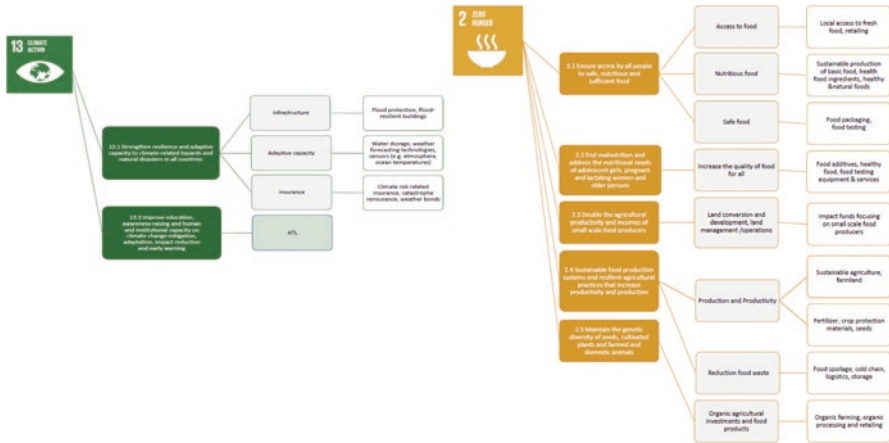 13 CLIMATE
ACTION
13.1 Strengthen resilience and adaptive
capacity to climate-related hazards and
natural disasters in all countries
Infrastructure
Flood protection, flood-
resilient buildings
Adaptive capacity
Water storage, weather
forecasting technologies,
sensors (e.g. atmosphere,
ocean temperatures)
Insurance
Climate risk related
insurance, catastrophe
reinsurance, weather bonds
13.3 Improve education,
awareness-raising and human
and institutional capacity on
climate change mitigation,
adaptation, impact reduction
and early warning
ATL
2 ZERO
HUNGER
2.1 Ensure access by all people
to safe, nutritious and
sufficient food
Access to food
Local access to fresh
food, retailing
Nutritious food
Sustainable production
of basic food, health
food ingredients, healthy
&natural foods
Safe food
Food packaging,
food testing
2.2 End malnutrition and
address the nutritional needs
of adolescent girls, pregnant
and lactating women and
older persons
Increase the quality of food
for all
Food additives, healthy
food, food testing
equipment & services
2.3 Double the agricultural
productivity and incomes of
small scale food producers
Land conversion and
development, land
management /operations
Impact funds focusing
on small scale food
producers
2.4 Sustainable food production
systems and resilient agricultural
practices that increase
productivity and production
Production and Productivity
Sustainable agriculture,
farmland
Fertilizer, crop protection
materials, seeds
2.5 Maintain the genetic
diversity of seeds, cultivated
plants and farmed and
domestic animals
Reduction food waste
Food spoilage, cold chain,
logistics, storage
Organic agricultural
investments and food
products
Organic farming, organic
processing and retailing